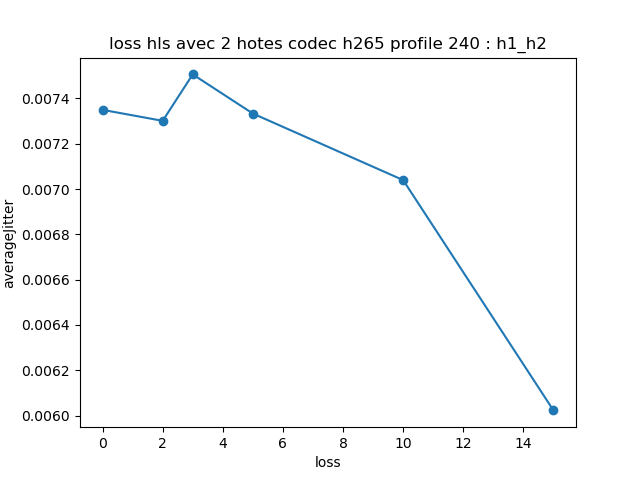 loss hls avec 2 hotes codec h265 profile 240 : h1_h2
averageJitter
0.0074
0.0072
0.0070
0.0068
0.0066
0.0064
0.0062
0.0060
0 2 4 6 8 10 12 14
loss